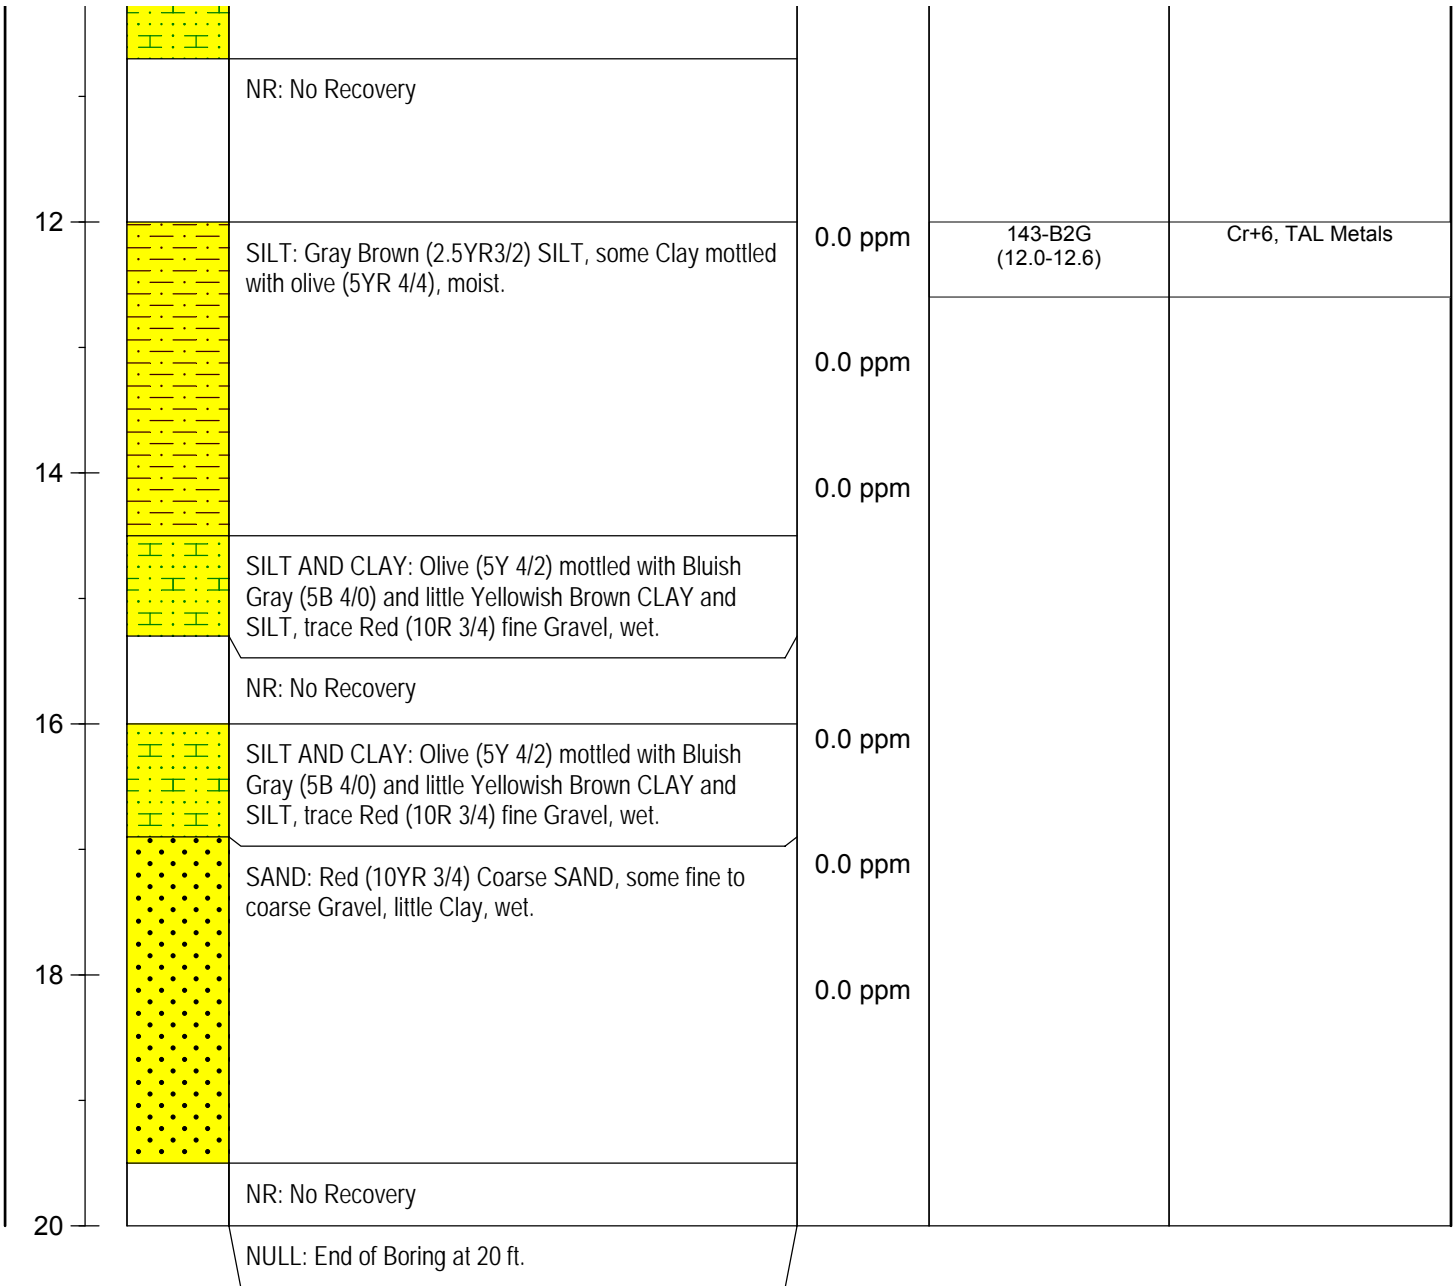 NR: No Recovery
12
SILT: Gray Brown (2.5YR3/2) SILT, some Clay mottled
with olive (5YR 4/4), moist.
0.0 ppm
143-B2G
(12.0-12.6)
Cr+6, TAL Metals
0.0 ppm
14
0.0 ppm
SILT AND CLAY: Olive (5Y 4/2) mottled with Bluish
Gray (5B 4/0) and little Yellowish Brown CLAY and
SILT, trace Red (10R 3/4) fine Gravel, wet.
NR: No Recovery
16
0.0 ppm
SILT AND CLAY: Olive (5Y 4/2) mottled with Bluish
Gray (5B 4/0) and little Yellowish Brown CLAY and
SILT, trace Red (10R 3/4) fine Gravel, wet.
0.0 ppm
SAND: Red (10YR 3/4) Coarse SAND, some fine to
coarse Gravel, little Clay, wet.
18
0.0 ppm
NR: No Recovery
20
NULL: End of Boring at 20 ft.